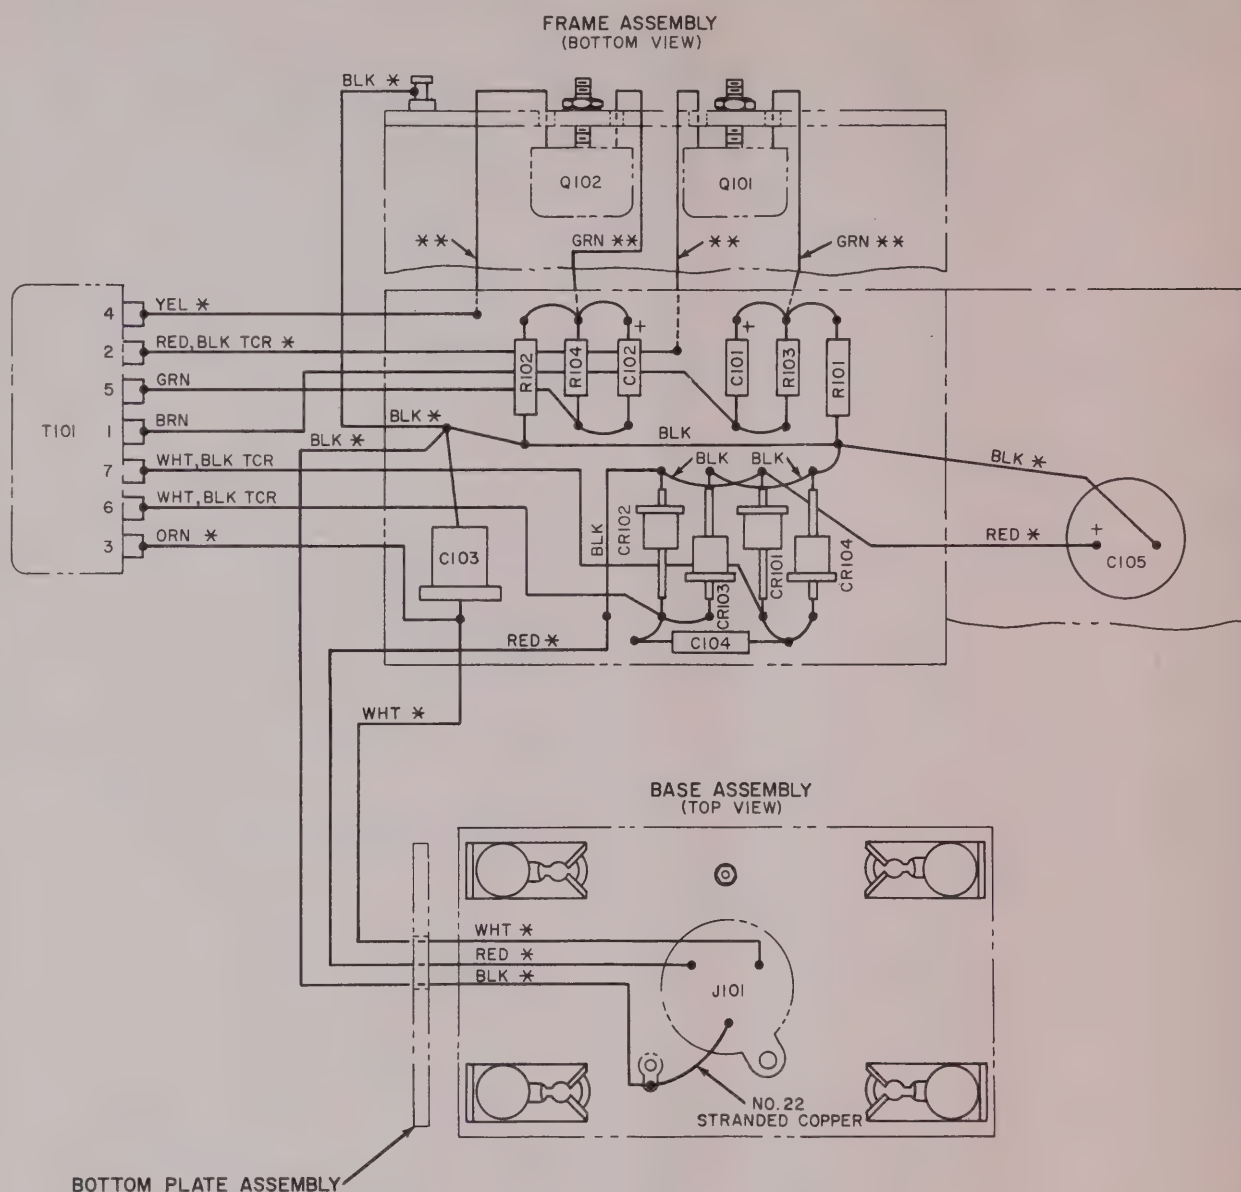 FRAME ASSEMBLY
(BOTTOM VIEW)
BLK *
Q102
Q101
**
GRN **
**
GRN **
4
YEL *
2
RED,BLK TCR *
5
GRN
T101
1
BRN
7
WHT,BLK TCR
6
WHT,BLK TCR
3
ORN *
R102
R104
C102
+
C101
+
R103
R101
BLK *
BLK *
BLK
BLK
BLK
BLK *
BLK
CR102
CR103
CR101
CR104
C103
RED *
+
C105
C104
RED *
WHT *
BASE ASSEMBLY
(TOP VIEW)
WHT *
RED *
BLK *
J101
NO.22
STRANDED COPPER
BOTTOM PLATE ASSEMBLY